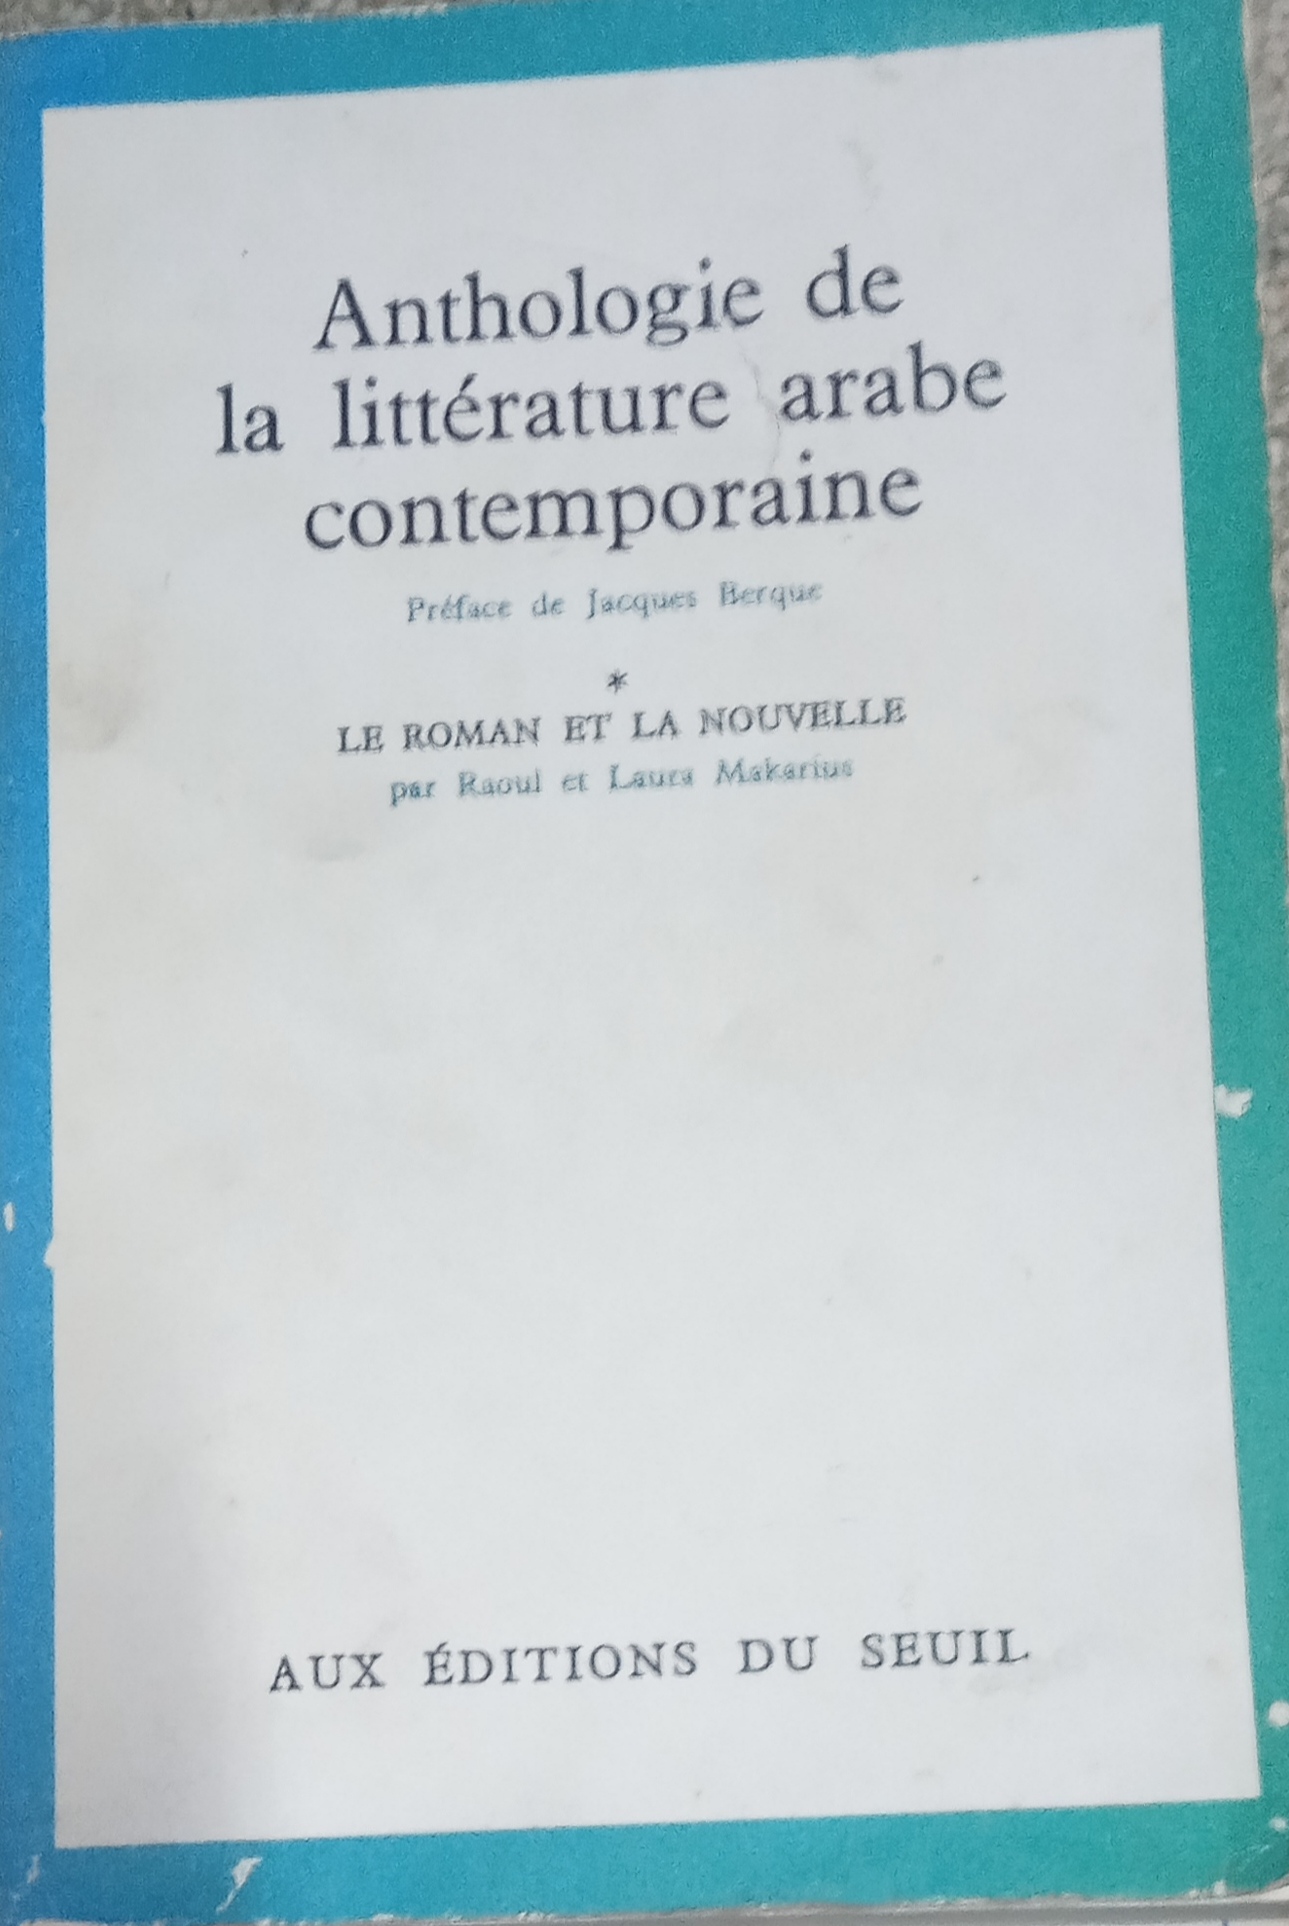 Anthologie de
la littérature arabe
contemporaine
Préface de Jacques Berque
*
LE ROMAN ET LA NOUVELLE
par Raoul et Laura Makarius
AUX ÉDITIONS DU SEUIL